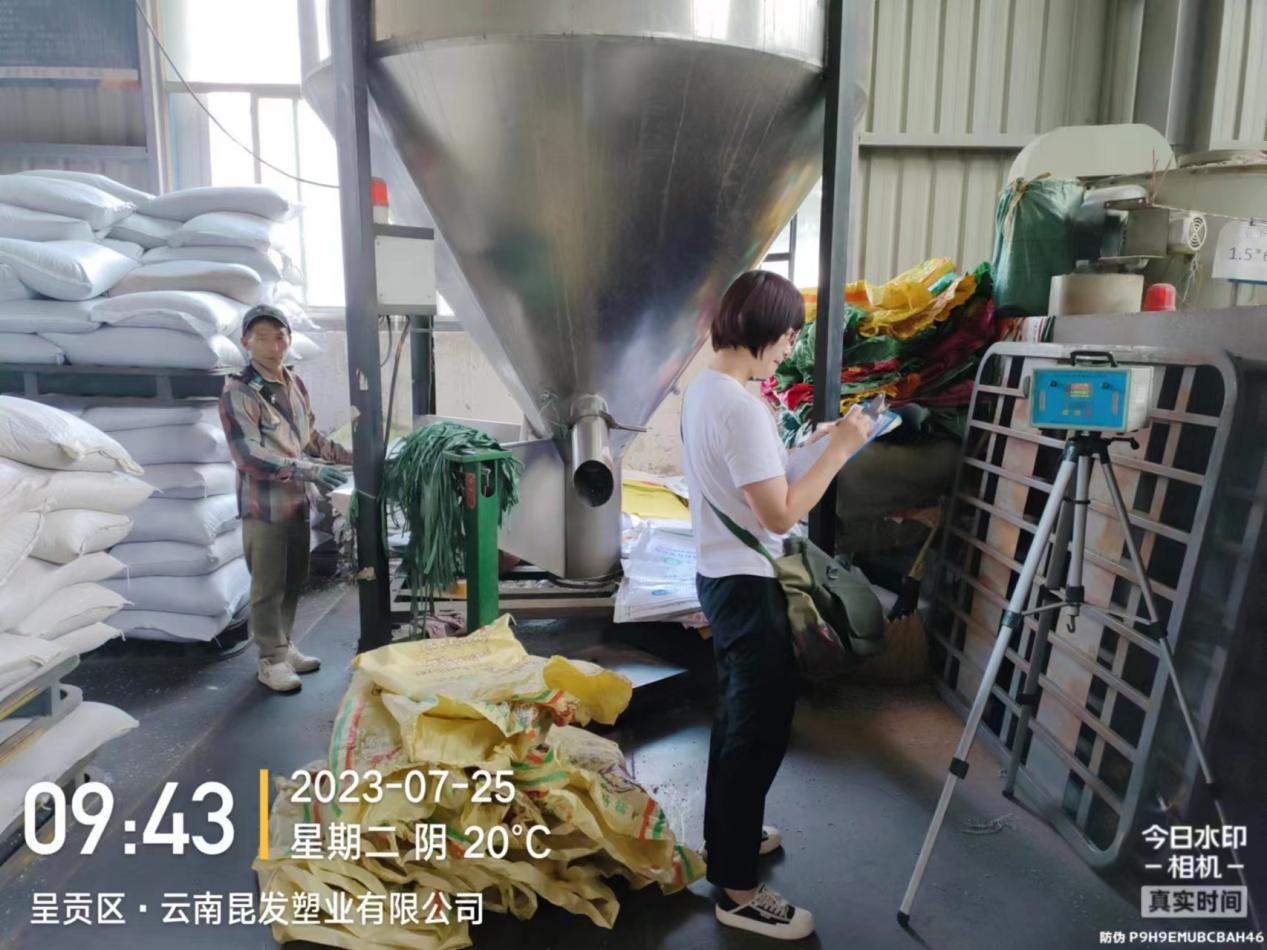 1.5*6
09:43
2023-07-25
星期二 阴 20°C
呈贡区·云南昆发塑业有限公司
今日水印
-相机-
真实时间
防伪 P9H9EMUBCBAH46